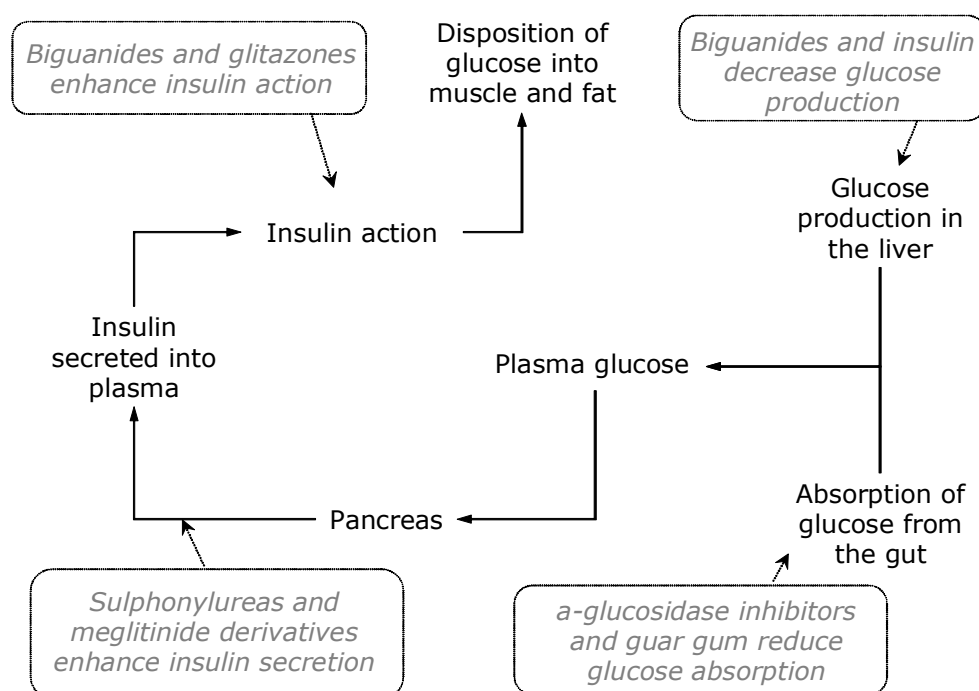 Biguanides and glitazones
enhance insulin action
Disposition of
glucose into
muscle and fat
Biguanides and insulin
decrease glucose
production
Insulin action
Glucose
production in
the liver
Insulin
secreted into
plasma
Plasma glucose
Pancreas
Absorption of
glucose from
the gut
Sulphonylureas and
meglitinide derivatives
enhance insulin secretion
a-glucosidase inhibitors
and guar gum reduce
glucose absorption